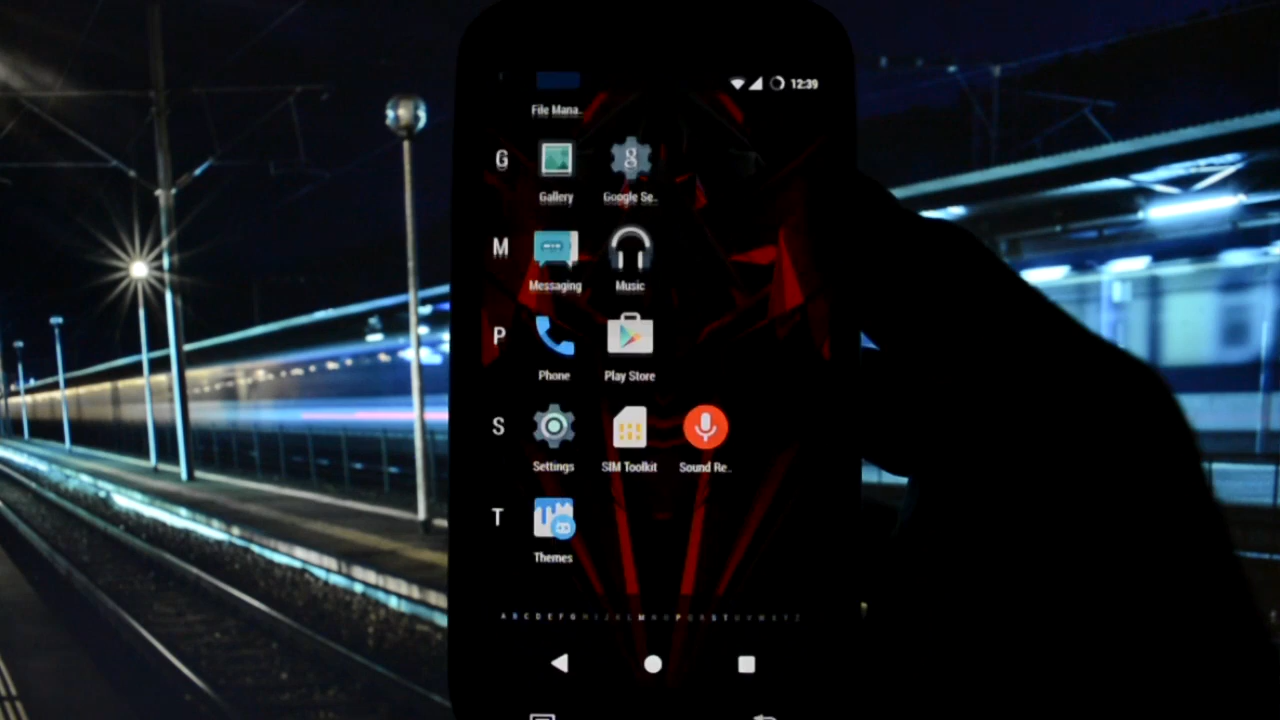 12:39
File Mana..
G
Gallery
Google Se..
M
Messaging
Music
P
Phone
Play Store
S
Settings
SIM Toolkit
Sound Re..
T
Themes
A B C D E F G H I J K L M N O P Q R S T U V W X Y Z